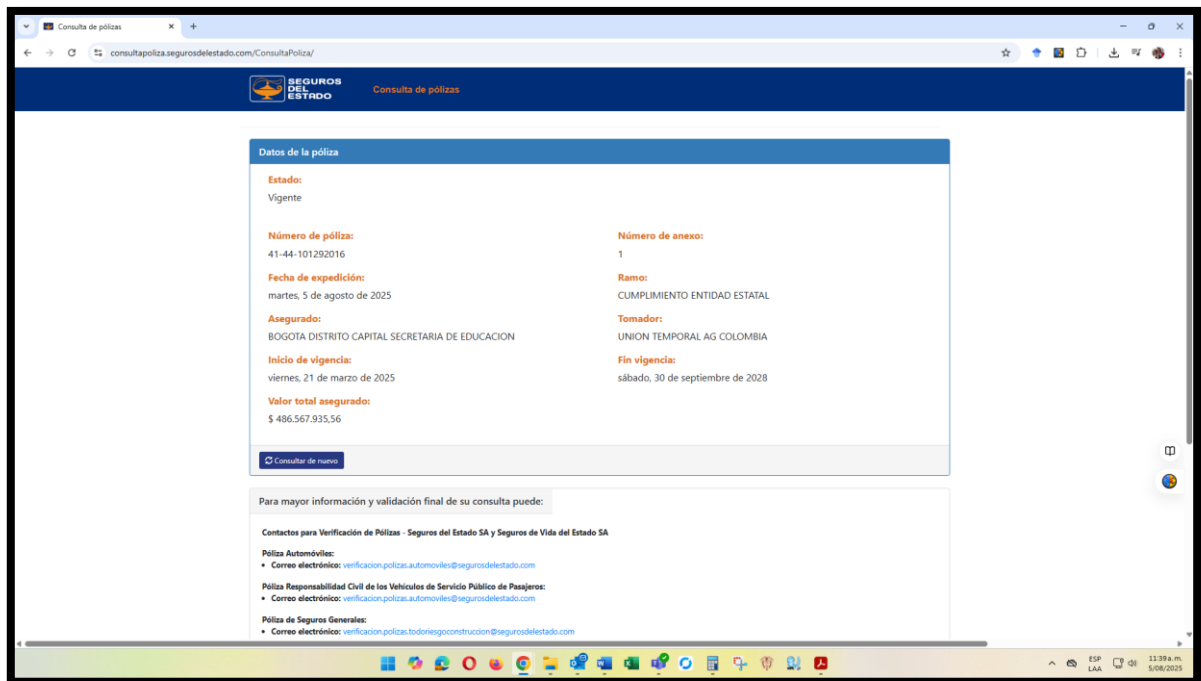 Consulta de pólizas
consultapoliza.segurosdelestado.com/ConsultaPoliza/
SEGUROS
DEL
ESTADO
Consulta de pólizas
Datos de la póliza
Estado:
Vigente
Número de póliza:
Número de anexo:
41-44-101292016
1
Fecha de expedición:
Ramo:
martes, 5 de agosto de 2025
CUMPLIMIENTO ENTIDAD ESTATAL
Asegurado:
Tomador:
BOGOTA DISTRITO CAPITAL SECRETARIA DE EDUCACION
UNION TEMPORAL AG COLOMBIA
Inicio de vigencia:
Fin vigencia:
viernes, 21 de marzo de 2025
sábado, 30 de septiembre de 2028
Valor total asegurado:
$ 486.567.935,56
Consultar de nuevo
Para mayor información y validación final de su consulta puede:
Contactos para Verificación de Pólizas - Seguros del Estado SA y Seguros de Vida del Estado SA
Póliza Automóviles:
• Correo electrónico: verificacion.polizas.automoviles@segurosdelestado.com
Póliza Responsabilidad Civil de los Vehículos de Servicio Público de Pasajeros:
• Correo electrónico: verificacion.polizas.automoviles@segurosdelestado.com
Póliza de Seguros Generales:
• Correo electrónico: verificacion.polizas.todoriesgoconstruccion@segurosdelestado.com
ESP
LAA
11:39 a. m.
5/08/2025